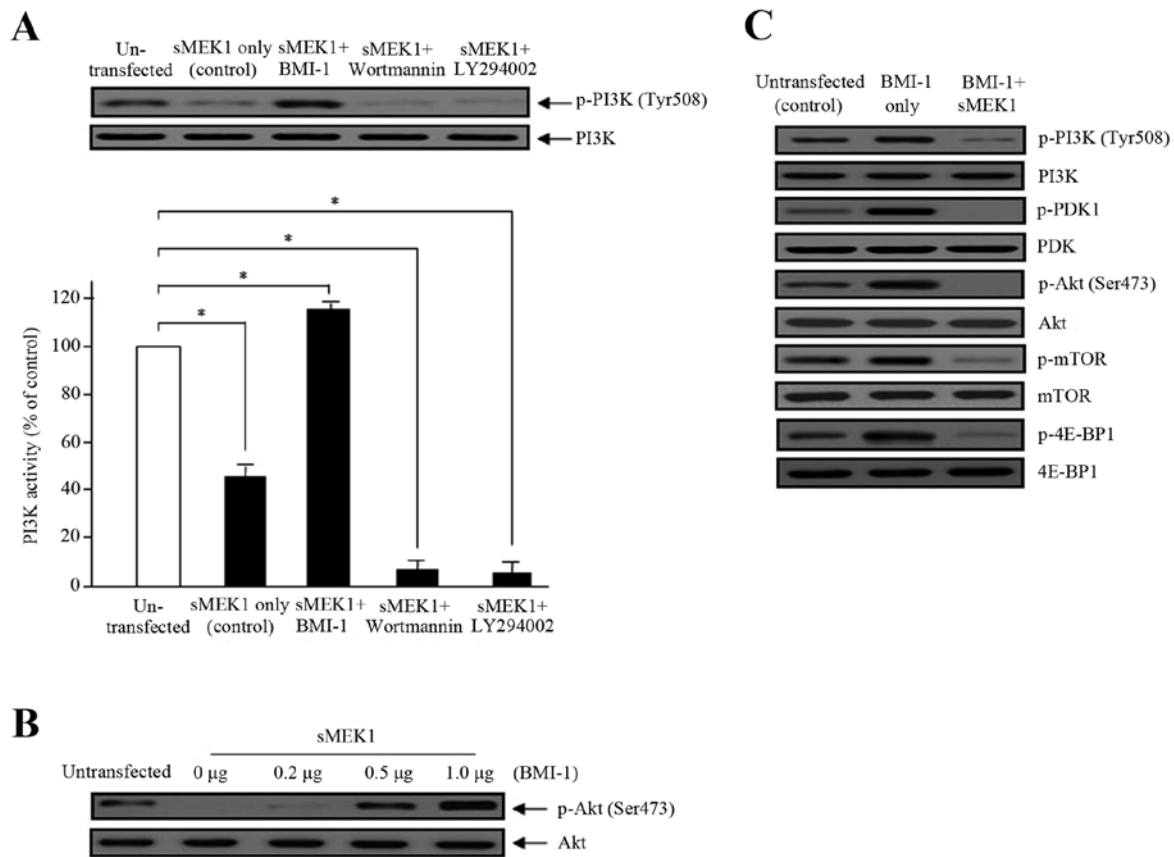 A
Un-
transfected
sMEK1 only
(control)
sMEK1+
BMI-1
sMEK1+
Wortmannin
sMEK1+
LY294002
p-PI3K (Tyr508)
PI3K
*
*
*
*
PI3K activity (% of control)
120
100
80
60
40
20
0
Un-
transfected
sMEK1 only
(control)
sMEK1+
BMI-1
sMEK1+
Wortmannin
sMEK1+
LY294002
B
sMEK1
Untransfected 0 μg 0.2 μg 0.5 μg 1.0 μg (BMI-1)
p-Akt (Ser473)
Akt
C
Untransfected
(control)
BMI-1
only
BMI-1+
sMEK1
p-PI3K (Tyr508)
PI3K
p-PDK1
PDK
p-Akt (Ser473)
Akt
p-mTOR
mTOR
p-4E-BP1
4E-BP1